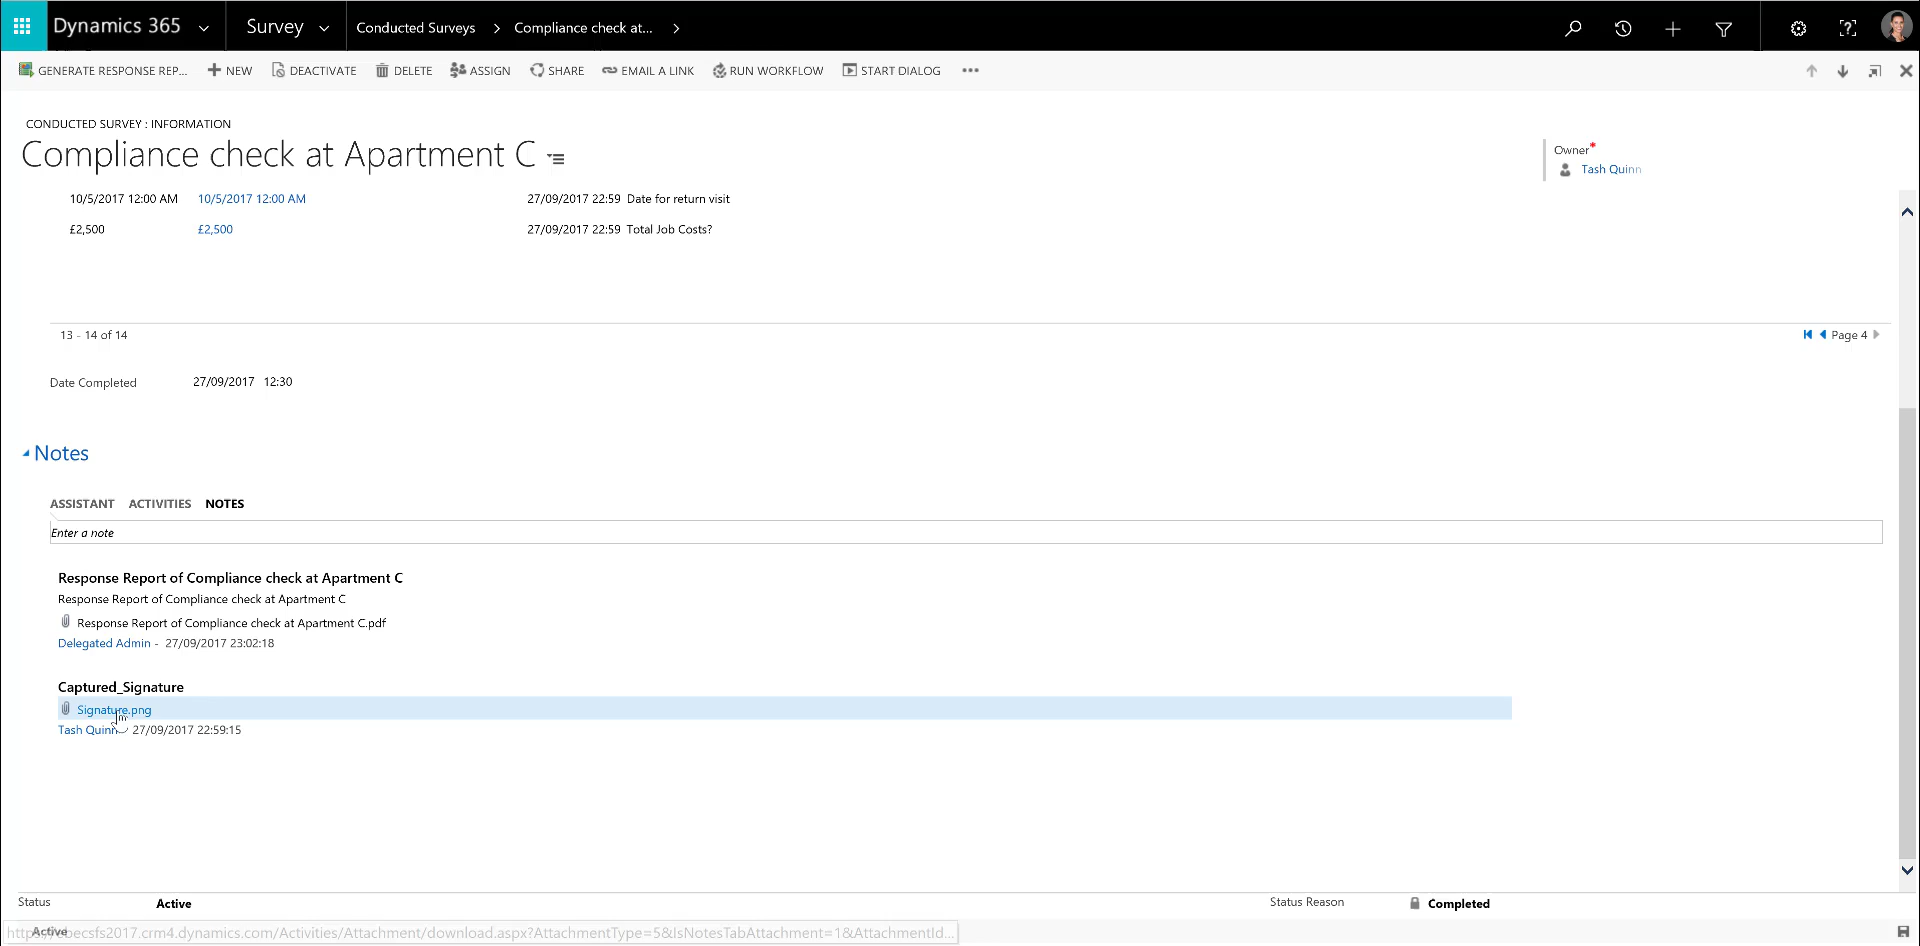 Dynamics 365 Survey Conducted Surveys Compliance check at...
GENERATE RESPONSE REP... NEW DEACTIVATE DELETE ASSIGN SHARE EMAIL A LINK RUN WORKFLOW START DIALOG
CONDUCTED SURVEY : INFORMATION
Compliance check at Apartment C
Owner*
Tash Quinn
10/5/2017 12:00 AM 10/5/2017 12:00 AM 27/09/2017 22:59 Date for return visit
£2,500 £2,500 27/09/2017 22:59 Total Job Costs?
13 - 14 of 14 Page 4
Date Completed 27/09/2017 12:30
Notes
ASSISTANT ACTIVITIES NOTES
Enter a note
Response Report of Compliance check at Apartment C
Response Report of Compliance check at Apartment C
Response Report of Compliance check at Apartment C.pdf
Delegated Admin - 27/09/2017 23:02:18
Captured_Signature
Signature.png
Tash Quinn 27/09/2017 22:59:15
Status Active Status Reason Completed
Active
.crm4.dynamics.com/Activities/Attachment/download.aspx?AttachmentType=5&IsNotesTabAttachment=1&AttachmentId...